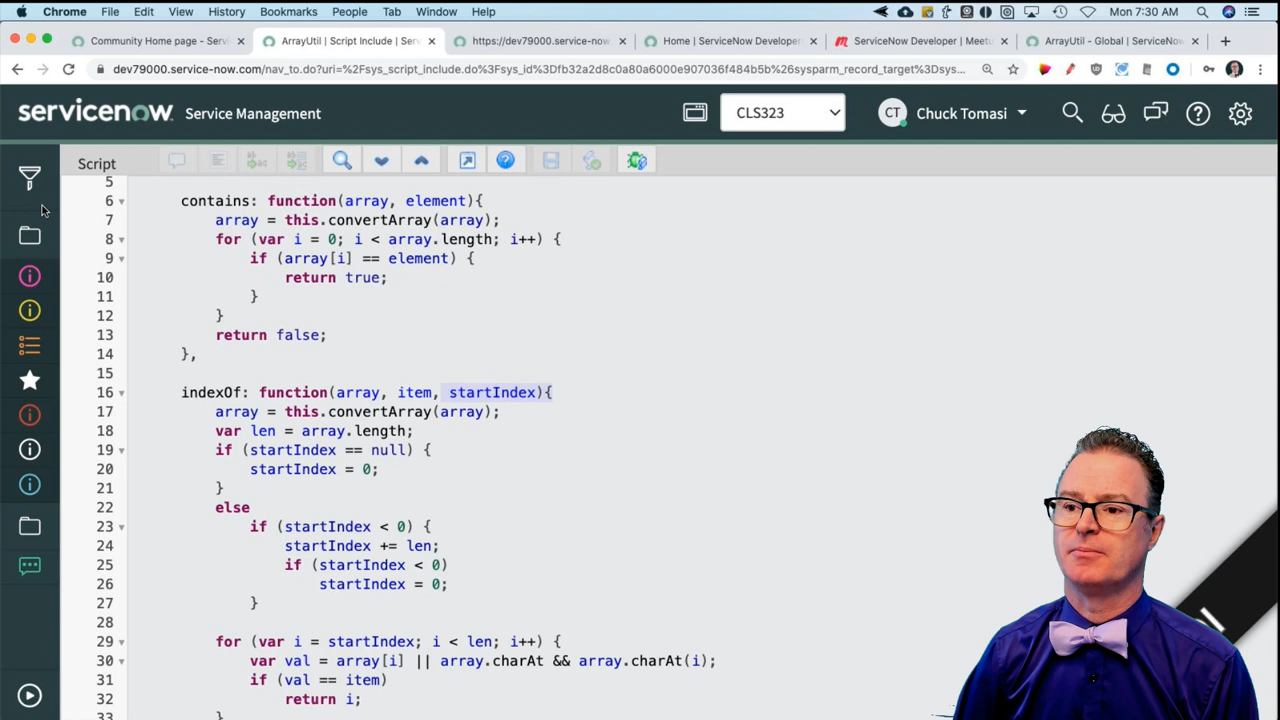 Chrome File Edit View History Bookmarks People Tab Window Help Mon 7:30 AM
Community Home page - Servi ArrayUtil | Script Include | Serv https://dev79000.service-now. Home | ServiceNow Developer ServiceNow Developer | Meetu ArrayUtil - Global | ServiceNow
dev79000.service-now.com/nav_to.do?uri=%2Fsys_script_include.do%3Fsys_id%3Dfb32a2d8c0a80a6000e907036f484b5b%26sysparm_record_target%3Dsys...
servicenow Service Management CLS323 CT Chuck Tomasi
Script
5
6 contains: function(array, element){
7 array = this.convertArray(array);
8 for (var i = 0; i < array.length; i++) {
9 if (array[i] == element) {
10 return true;
11 }
12 }
13 return false;
14 },
15
16 indexOf: function(array, item, startIndex){
17 array = this.convertArray(array);
18 var len = array.length;
19 if (startIndex == null) {
20 startIndex = 0;
21 }
22 else
23 if (startIndex < 0) {
24 startIndex += len;
25 if (startIndex < 0)
26 startIndex = 0;
27 }
28
29 for (var i = startIndex; i < len; i++) {
30 var val = array[i] || array.charAt && array.charAt(i);
31 if (val == item)
32 return i;
33 }